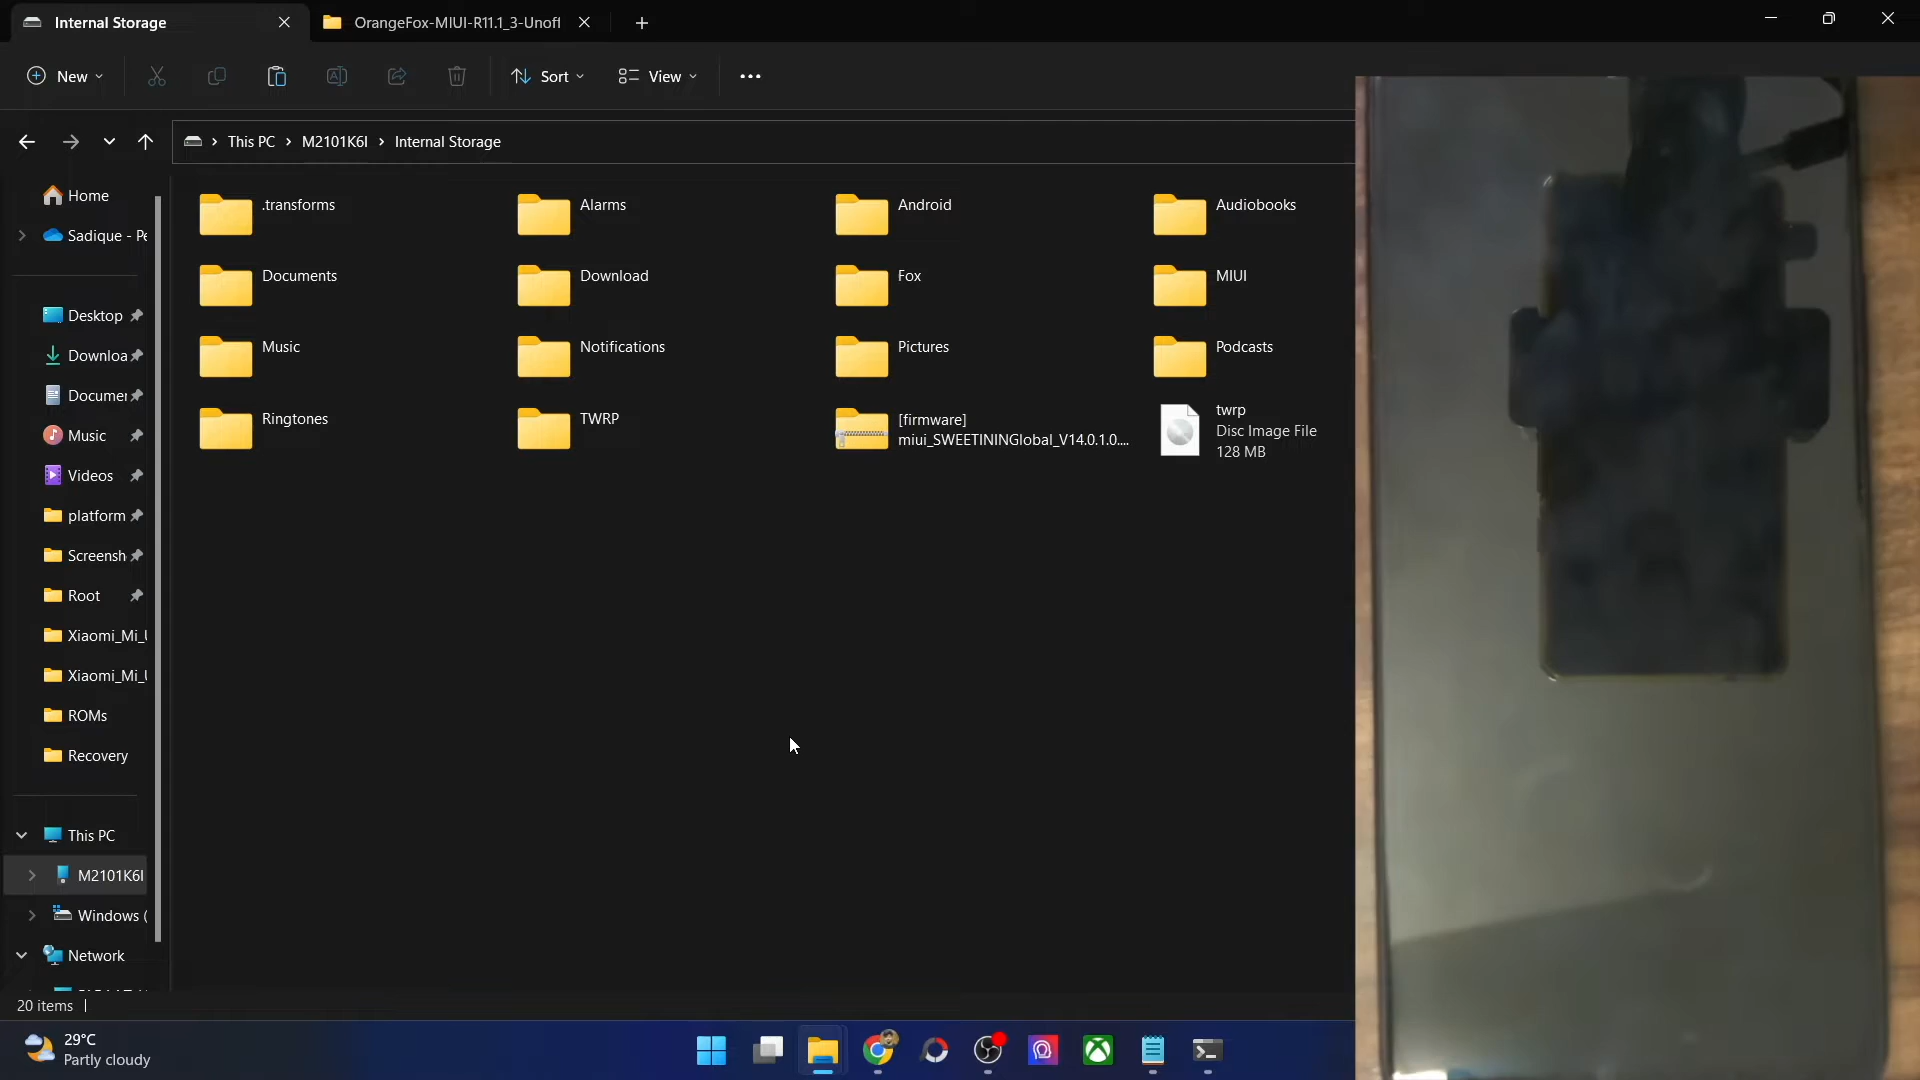 Internal Storage
OrangeFox-MIUI-R11.1_3-Unofl
New
Sort
View
This PC
M2101K6I
Internal Storage
Home
Sadique - Pe
Desktop
Downloa
Documer
Music
Videos
platform
Screensh
Root
Xiaomi_Mi_U
Xiaomi_Mi_U
ROMs
Recovery
This PC
M2101K6I
Windows (
Network
.transforms
Alarms
Android
Audiobooks
Documents
Download
Fox
MIUI
Music
Notifications
Pictures
Podcasts
Ringtones
TWRP
[firmware]
miui_SWEETININGlobal_V14.0.1.0....
twrp
Disc Image File
128 MB
20 items
29°C
Partly cloudy